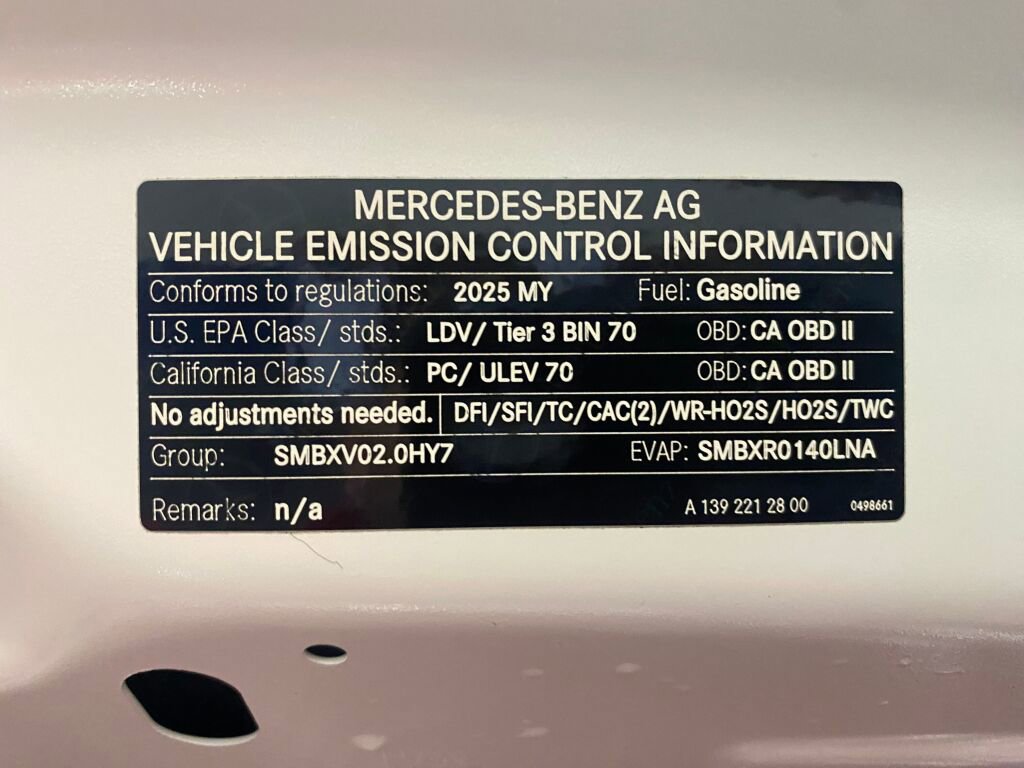 MERCEDES-BENZ AG
VEHICLE EMISSION CONTROL INFORMATION
Conforms to regulations: 2025 MY Fuel: Gasoline
U.S. EPA Class/ stds.: LDV/ Tier 3 BIN 70 OBD: CA OBD II
California Class/ stds.: PC/ ULEV 70 OBD: CA OBD II
No adjustments needed. DFI/SFI/TC/CAC(2)/WR-HO2S/HO2S/TWC
Group: SMBXV02.0HY7 EVAP: SMBXR0140LNA
Remarks: n/a A 139 221 28 00 0498661